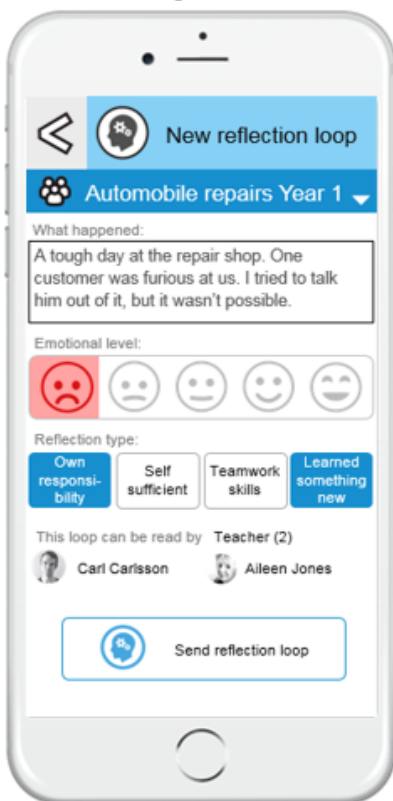 New reflection loop
Automobile repairs Year 1
What happened:
A tough day at the repair shop. One
customer was furious at us. I tried to talk
him out of it, but it wasn't possible.
Emotional level:
Reflection type:
Own
responsi-
bility
Self
sufficient
Teamwork
skills
Learned
something
new
This loop can be read by Teacher (2)
Carl Carlsson Aileen Jones
Send reflection loop